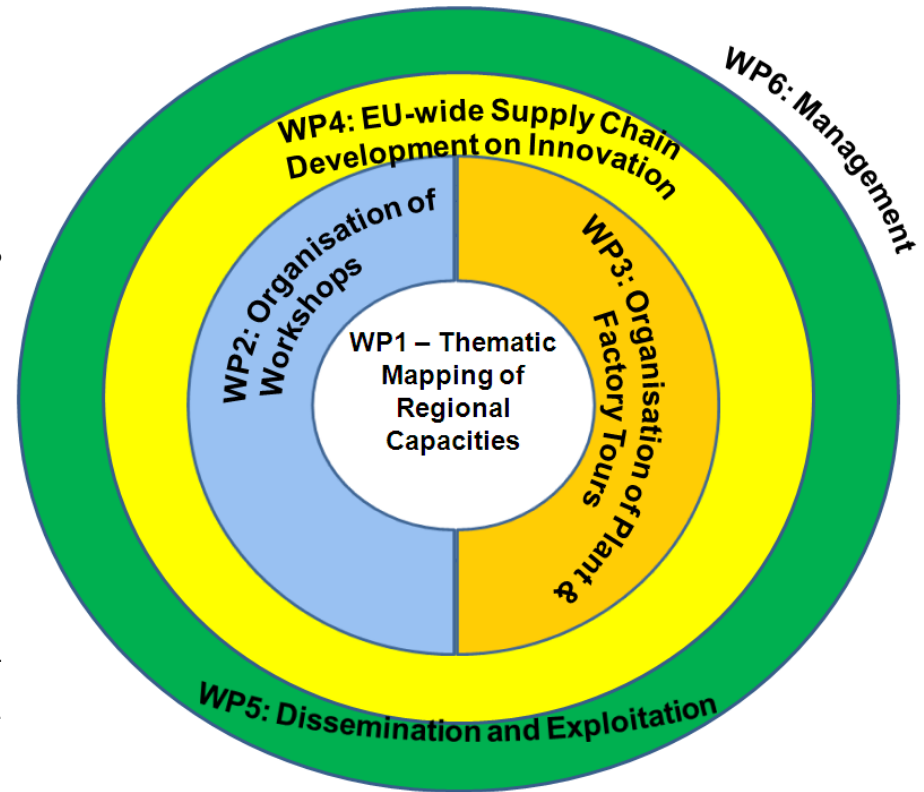 WP6: Management
WP4: EU-wide Supply Chain
Development on Innovation
WP2: Organisation of
Workshops
WP3: Organisation of Plant &
Factory Tours
WP1 – Thematic
Mapping of
Regional
Capacities
WP5: Dissemination and Exploitation